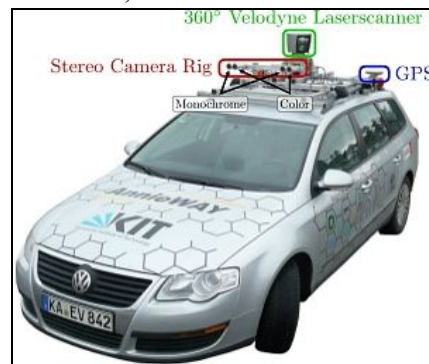 360° Velodyne Laserscanner
Stereo Camera Rig
GPS
Monochrome
Color
AnnieWAY
KIT
KA EV 842